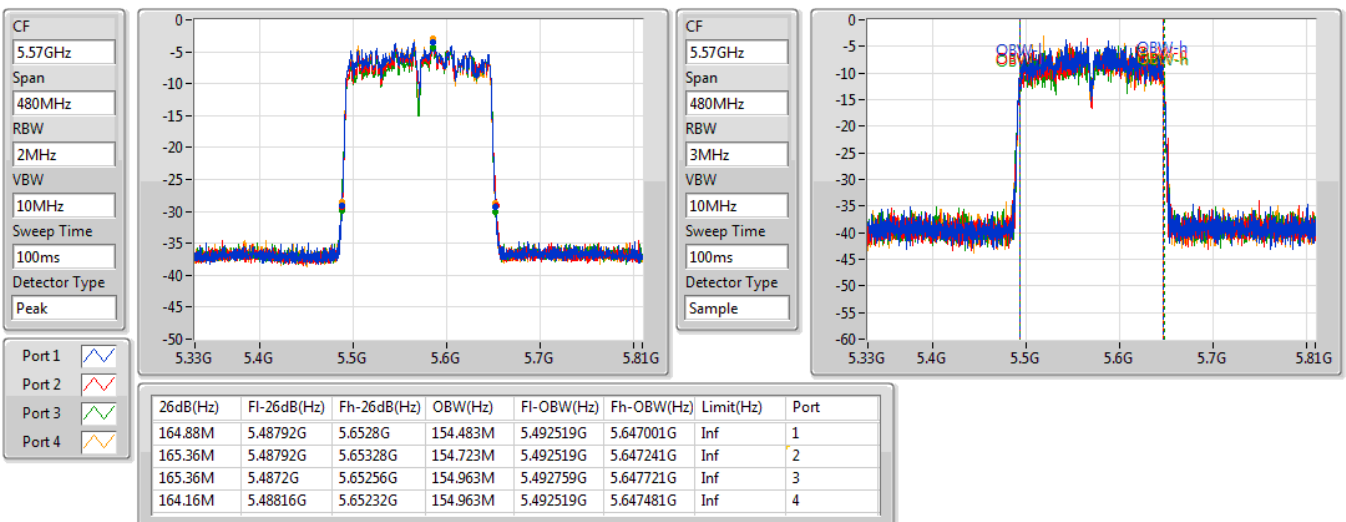 CF
5.57GHz
Span
480MHz
RBW
2MHz
VBW
10MHz
Sweep Time
100ms
Detector Type
Peak
0
-5
-10
-15
-20
-25
-30
-35
-40
-45
-50
5.33G 5.4G 5.5G 5.6G 5.7G 5.81G
CF
5.57GHz
Span
480MHz
RBW
3MHz
VBW
10MHz
Sweep Time
100ms
Detector Type
Sample
0
-5
-10
-15
-20
-25
-30
-35
-40
-45
-50
-55
-60
OBW-h
5.33G 5.4G 5.5G 5.6G 5.7G 5.81G
Port 1
Port 2
Port 3
Port 4
26dB(Hz) Fl-26dB(Hz) Fh-26dB(Hz) OBW(Hz) Fl-OBW(Hz) Fh-OBW(Hz) Limit(Hz) Port
164.88M 5.48792G 5.6528G 154.483M 5.492519G 5.647001G Inf 1
165.36M 5.48792G 5.65328G 154.723M 5.492519G 5.647241G Inf 2
165.36M 5.4872G 5.65256G 154.963M 5.492759G 5.647721G Inf 3
164.16M 5.48816G 5.65232G 154.963M 5.492519G 5.647481G Inf 4